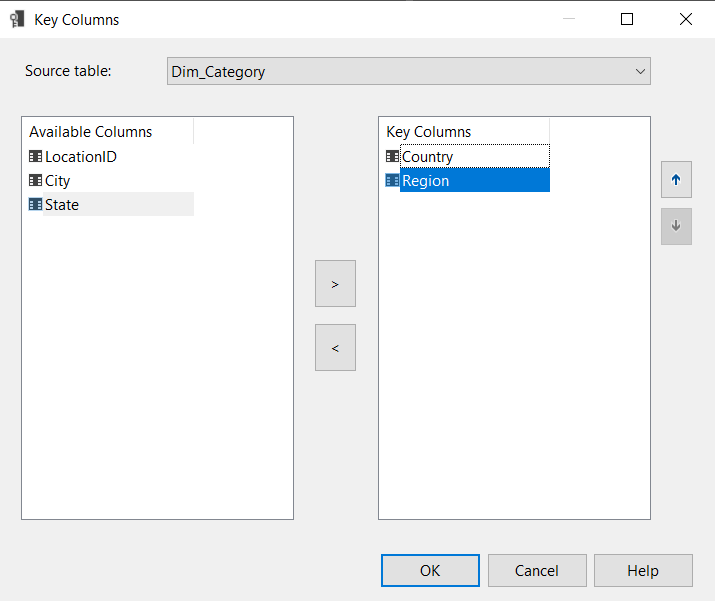 Key Columns
Source table:
Dim_Category
Available Columns
LocationID
City
State
>
<
Key Columns
Country
Region
OK
Cancel
Help